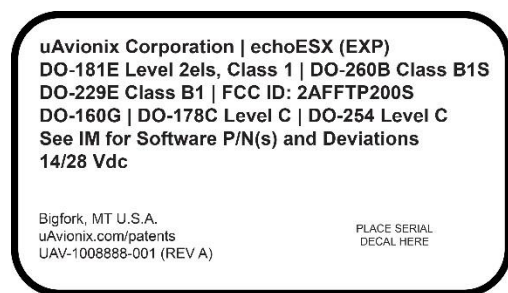 uAvionix Corporation | echoESX (EXP)
DO-181E Level 2els, Class 1 | DO-260B Class B1S
DO-229E Class B1 | FCC ID: 2AFFTP200S
DO-160G | DO-178C Level C | DO-254 Level C
See IM for Software P/N(s) and Deviations
14/28 Vdc
Bigfork, MT U.S.A.
uAvionix.com/patents
UAV-1008888-001 (REV A)
PLACE SERIAL
DECAL HERE